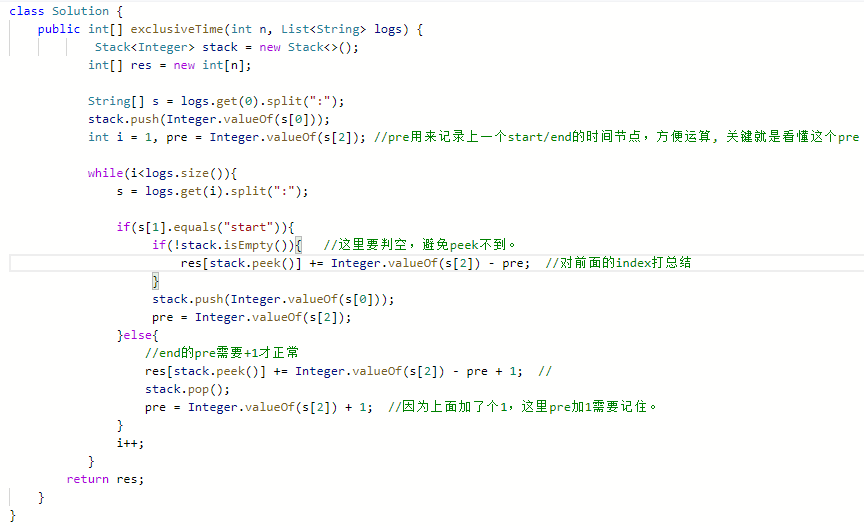 class Solution {
    public int[] exclusiveTime(int n, List<String> logs) {
            Stack<Integer> stack = new Stack<>();
           int[] res = new int[n];
           String[] s = logs.get(0).split(":");
           stack.push(Integer.valueOf(s[0]));
           int i = 1, pre = Integer.valueOf(s[2]); //pre用来记录上一个start/end的时间节点，方便运算, 关键就是看懂这个pre
           while(i<logs.size()){
               s = logs.get(i).split(":");
               if(s[1].equals("start")){
                    if(!stack.isEmpty()){   //这里要判空，避免peek不到。
                        res[stack.peek()] += Integer.valueOf(s[2]) - pre;  //对前面的index打总结
                    }
                    stack.push(Integer.valueOf(s[0]));
                    pre = Integer.valueOf(s[2]);
               }else{
                   //end的pre需要+1才正常
                   res[stack.peek()] += Integer.valueOf(s[2]) - pre + 1;  //
                   stack.pop();
                   pre = Integer.valueOf(s[2]) + 1;  //因为上面加了个1，这里pre加1需要记住。
               }
               i++;
           }
        return res;
    }
}